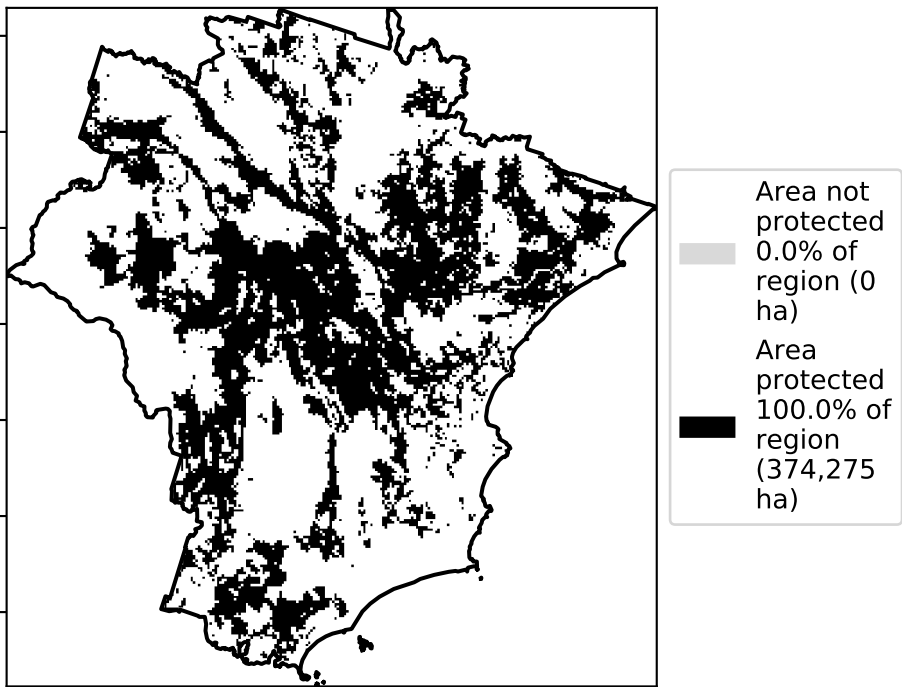 Area not
protected
0.0% of
region (0
ha)
Area
protected
100.0% of
region
(374,275
ha)